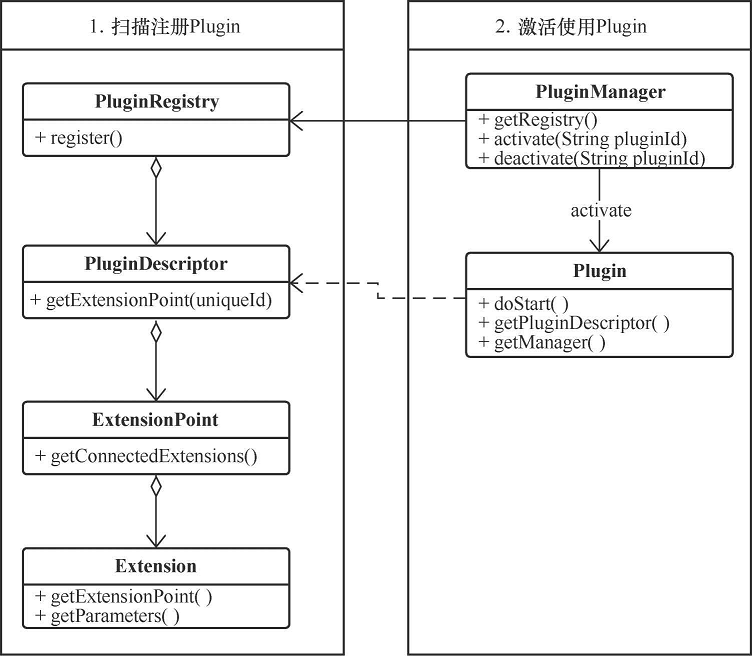 1. 扫描注册Plugin
PluginRegistry
+ register()
PluginDescriptor
+ getExtensionPoint(uniqueId)
ExtensionPoint
+ getConnectedExtensions()
Extension
+ getExtensionPoint( )
+ getParameters( )
2. 激活使用Plugin
PluginManager
+ getRegistry()
+ activate(String pluginId)
+ deactivate(String pluginId)
activate
Plugin
+ doStart( )
+ getPluginDescriptor( )
+ getManager( )